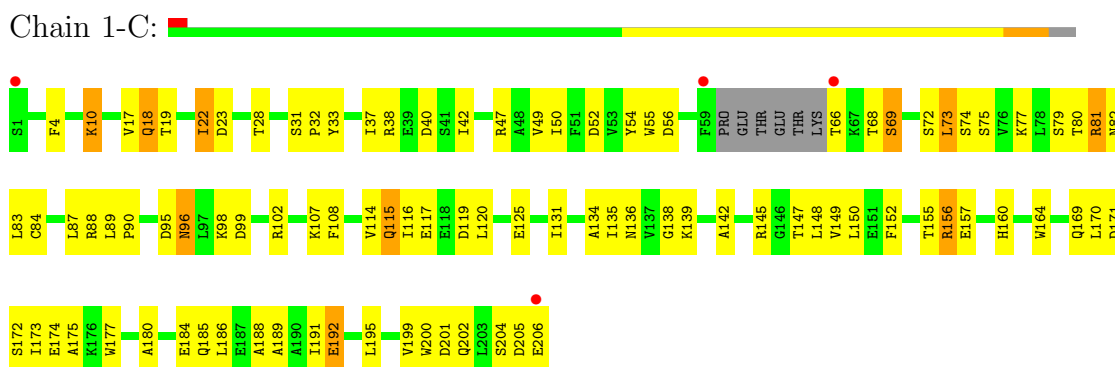 Chain 1-C:
S1 F4 K10 V17 Q18 T19 I22 D23 T28 S31 P32 Y33 I37 R38 E39 D40 S41 I42 R47 A48 V49 I50 F51 D52 V53 Y54 W55 D56 F59 PRO GLU THR GLU THR LYS T66 K67 T68 S69 S72 L73 S74 S75 V76 K77 L78 S79 T80 R81 N82
L83 C84 L87 R88 L89 P90 D95 N96 L97 K98 D99 R102 K107 F108 V114 Q115 I116 E117 E118 D119 L120 E125 I131 A134 I135 N136 V137 G138 K139 A142 R145 G146 T147 L148 V149 L150 E151 F152 T155 R156 E157 H160 W164 Q169 L170 D171
S172 I173 E174 A175 K176 W177 A180 E184 Q185 L186 E187 A188 A189 A190 I191 E192 L195 V199 W200 D201 Q202 L203 S204 D205 E206